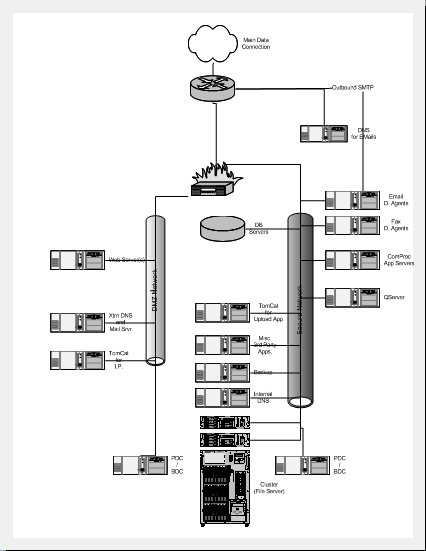 Main Data
Connection
Outbound SMTP
DNS
for EMails
Email
D. Agents
Fax
D. Agents
DB
Servers
ComProc
App Servers
Web Server(s)
DMZ Network
Secure Network
QServer
TomCat
for
Upload App
Xtrn DNS
and
Mail Srvr
Misc.
3rd Party
Apps.
TomCat
for
I.P.
Backup
Internal
DNS
PDC
/
BDC
PDC
/
BDC
Cluster
(File Server)